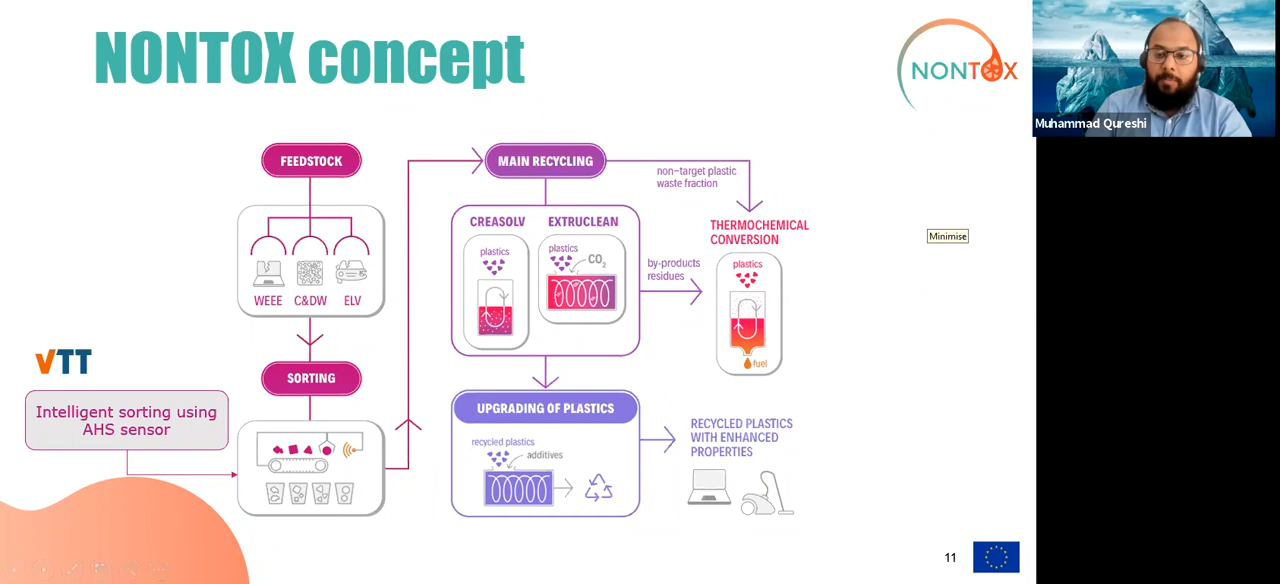 NONTOX concept
NONTOX
Muhammad Qureshi
FEEDSTOCK
WEEE C&DW ELV
VTT
SORTING
Intelligent sorting using
AHS sensor
MAIN RECYCLING
non-target plastic
waste fraction
CREASOLV EXTRUCLEAN
plastics
plastics
CO2
by-products
residues
THERMOCHEMICAL
CONVERSION
plastics
fuel
Minimise
UPGRADING OF PLASTICS
recycled plastics
additives
RECYCLED PLASTICS
WITH ENHANCED
PROPERTIES
11